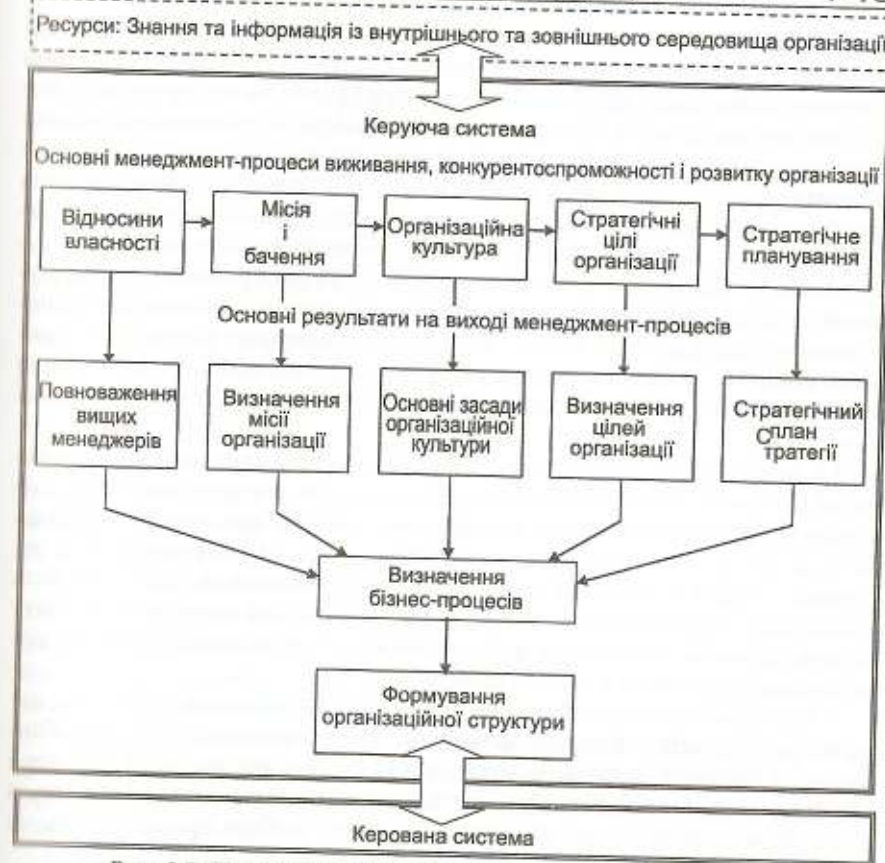 Ресурси: Знання та інформація із внутрішнього та зовнішнього середовища організації
Керуюча система
Основні менеджмент-процеси виживання, конкурентоспроможності і розвитку організації
Відносини
власності
Місія
і
бачення
Організаційна
культура
Стратегічні
цілі
організації
Стратегічне
планування
Основні результати на виході менеджмент-процесів
Повноваження
вищих
менеджерів
Визначення
місії
організації
Основні засади
організаційної
культури
Визначення
цілей
організації
Стратегічний
план
Стратегії
Визначення
бізнес-процесів
Формування
організаційної структури
Керована система